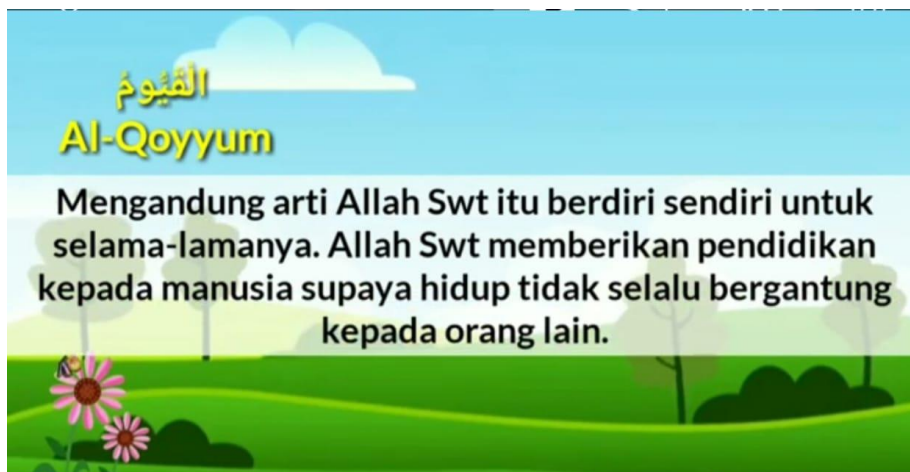 الْقَيُّومُ
Al-Qoyyum
Mengandung arti Allah Swt itu berdiri sendiri untuk
selama-lamanya. Allah Swt memberikan pendidikan
kepada manusia supaya hidup tidak selalu bergantung
kepada orang lain.